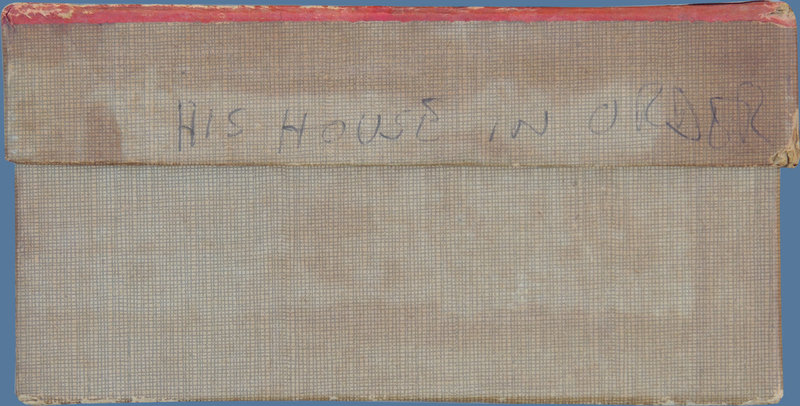 HIS HOUSE IN ORDER